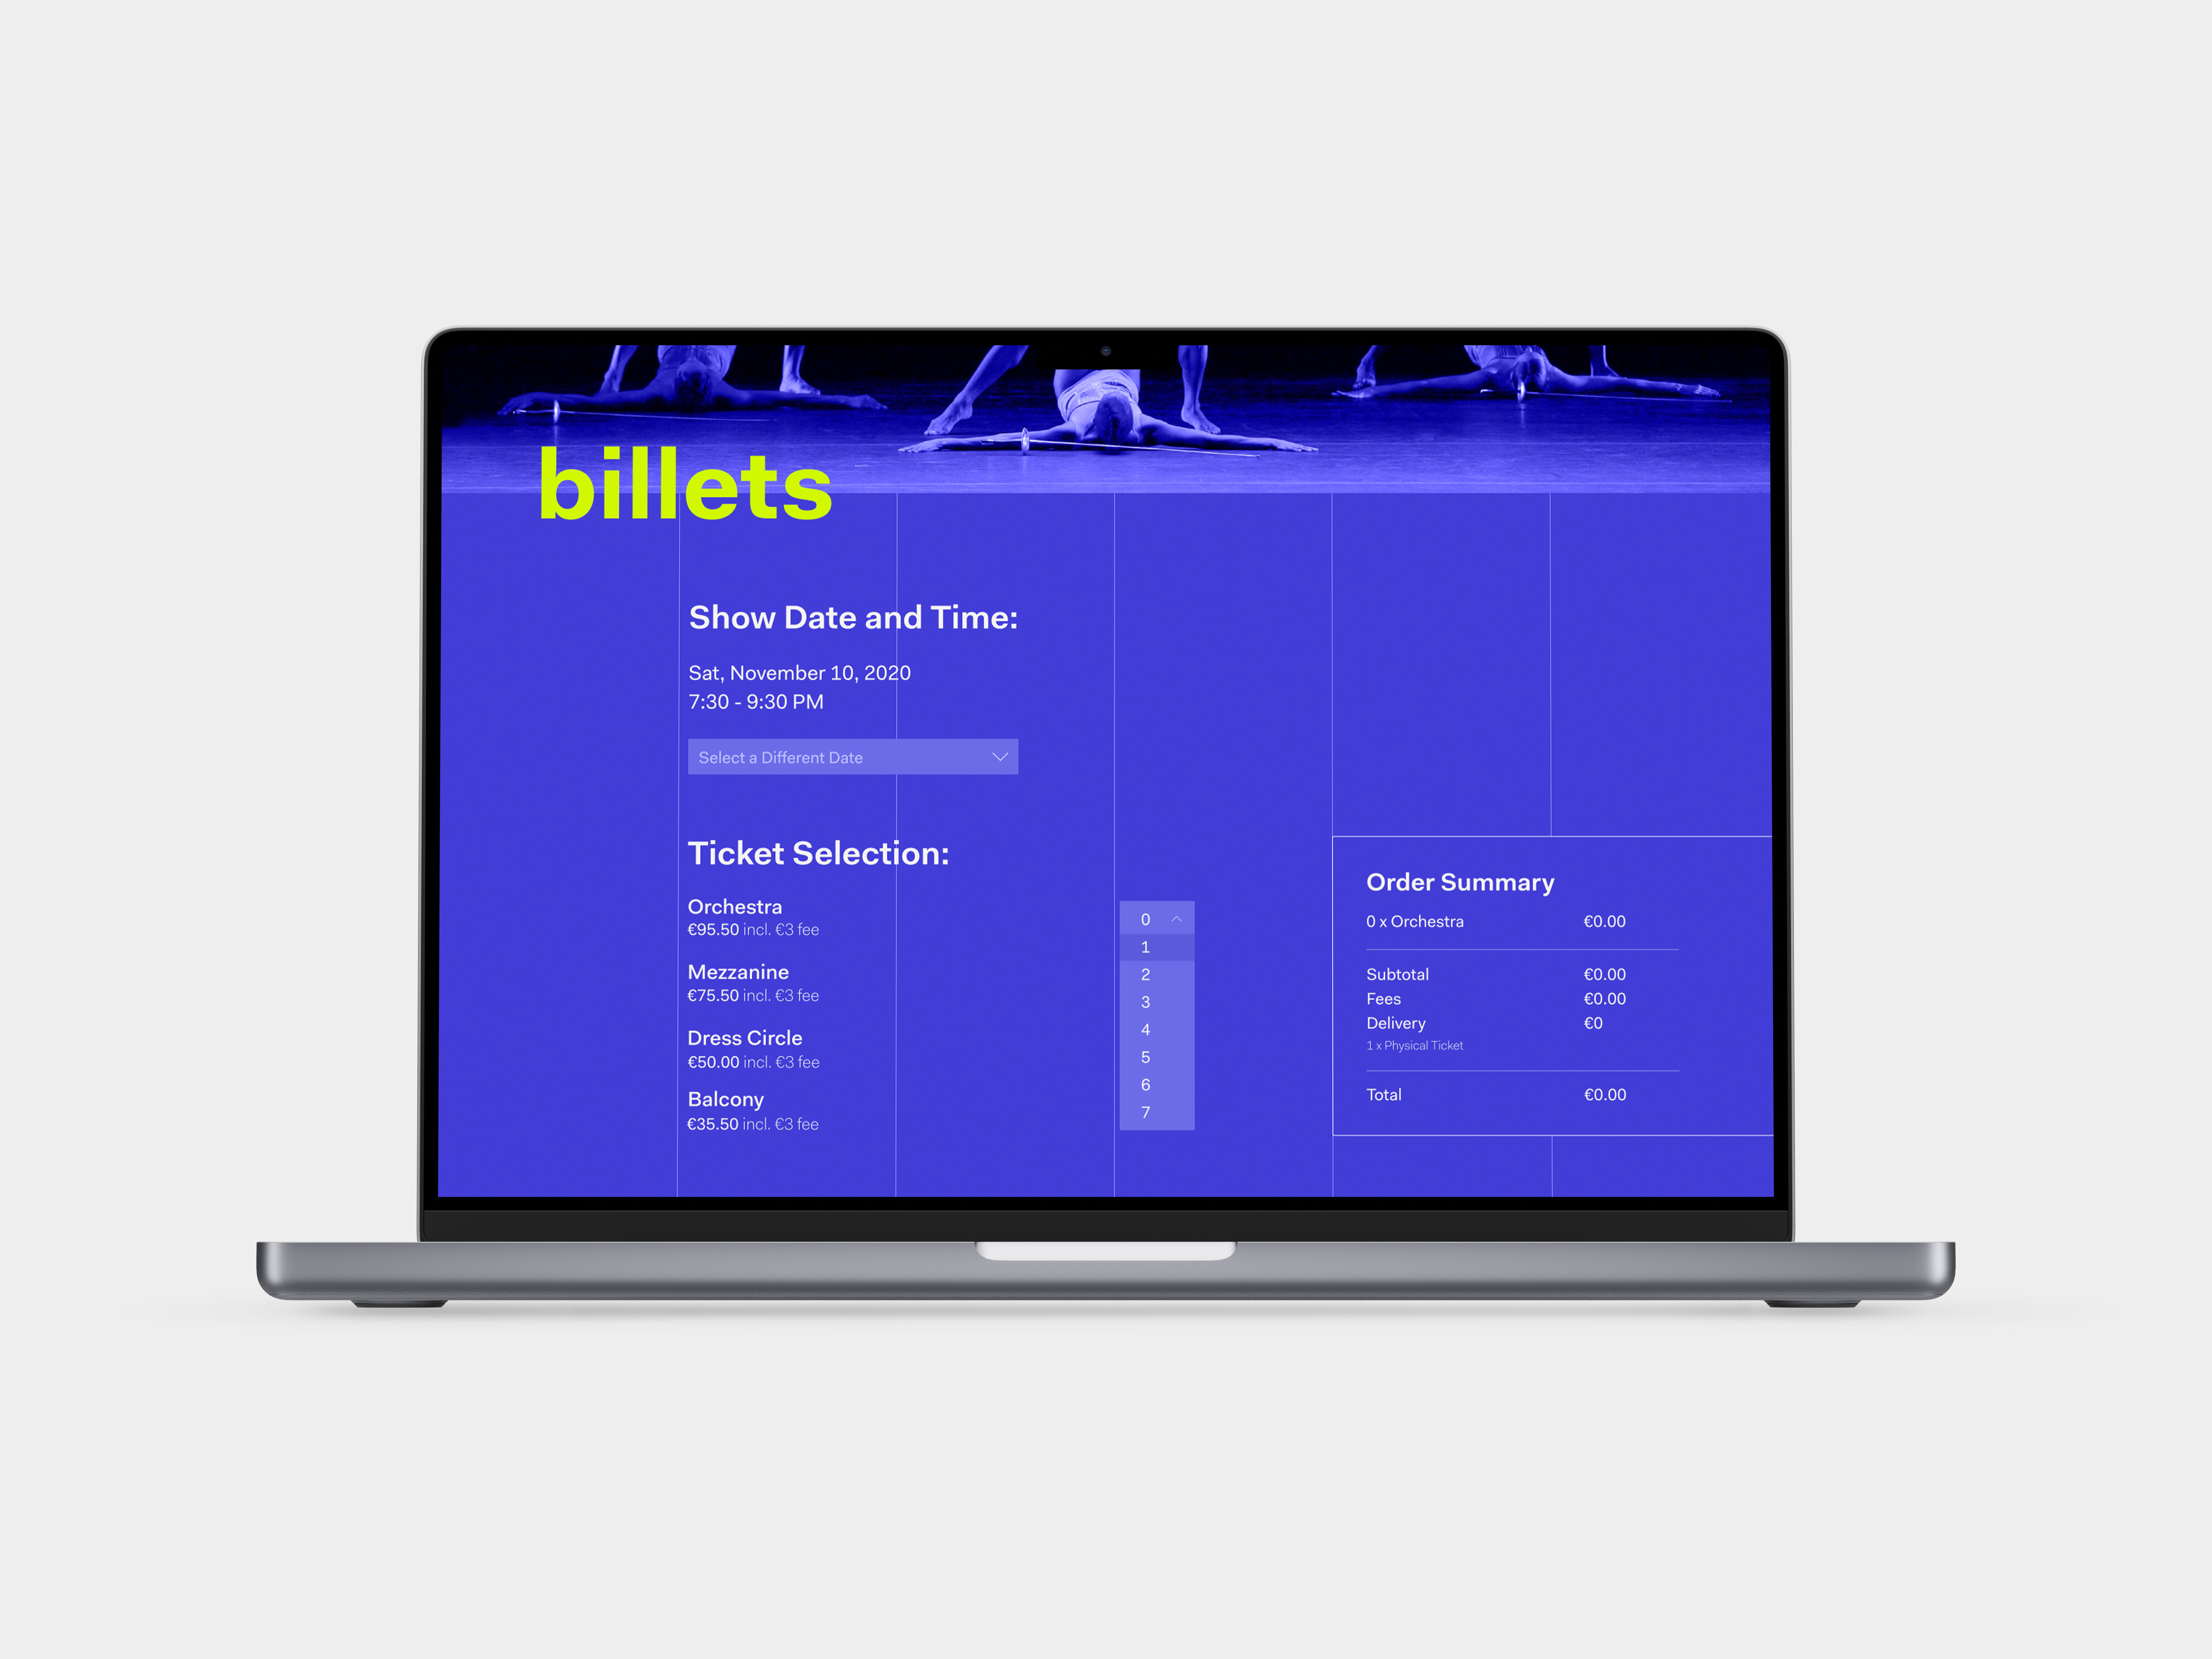 billets
Show Date and Time:
Sat, November 10, 2020
7:30 - 9:30 PM
Select a Different Date
Ticket Selection:
Orchestra
€95.50 incl. €3 fee
Mezzanine
€75.50 incl. €3 fee
Dress Circle
€50.00 incl. €3 fee
Balcony
€35.50 incl. €3 fee
0
1
2
3
4
5
6
7
Order Summary
0 x Orchestra €0.00
Subtotal €0.00
Fees €0.00
Delivery €0
1 x Physical Ticket
Total €0.00